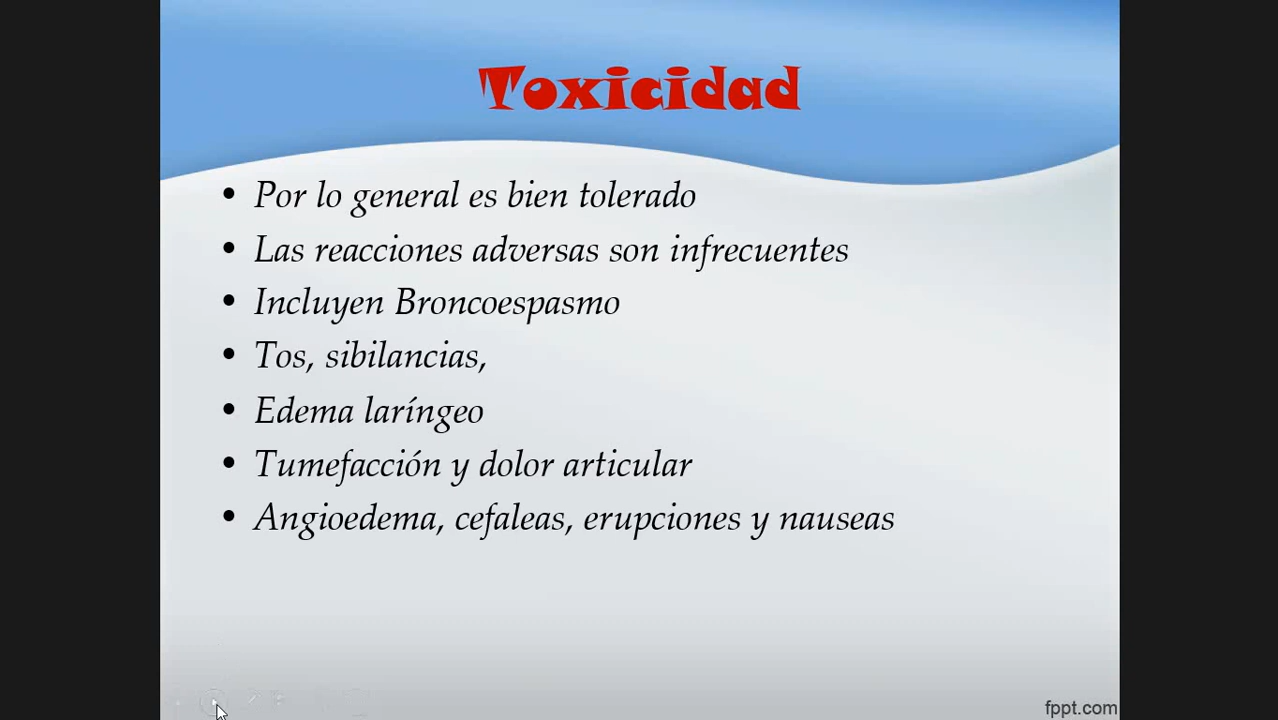 Toxicidad
• Por lo general es bien tolerado
• Las reacciones adversas son infrecuentes
• Incluyen Broncoespasmo
• Tos, sibilancias,
• Edema laríngeo
• Tumefacción y dolor articular
• Angioedema, cefaleas, erupciones y nauseas
fppt.com